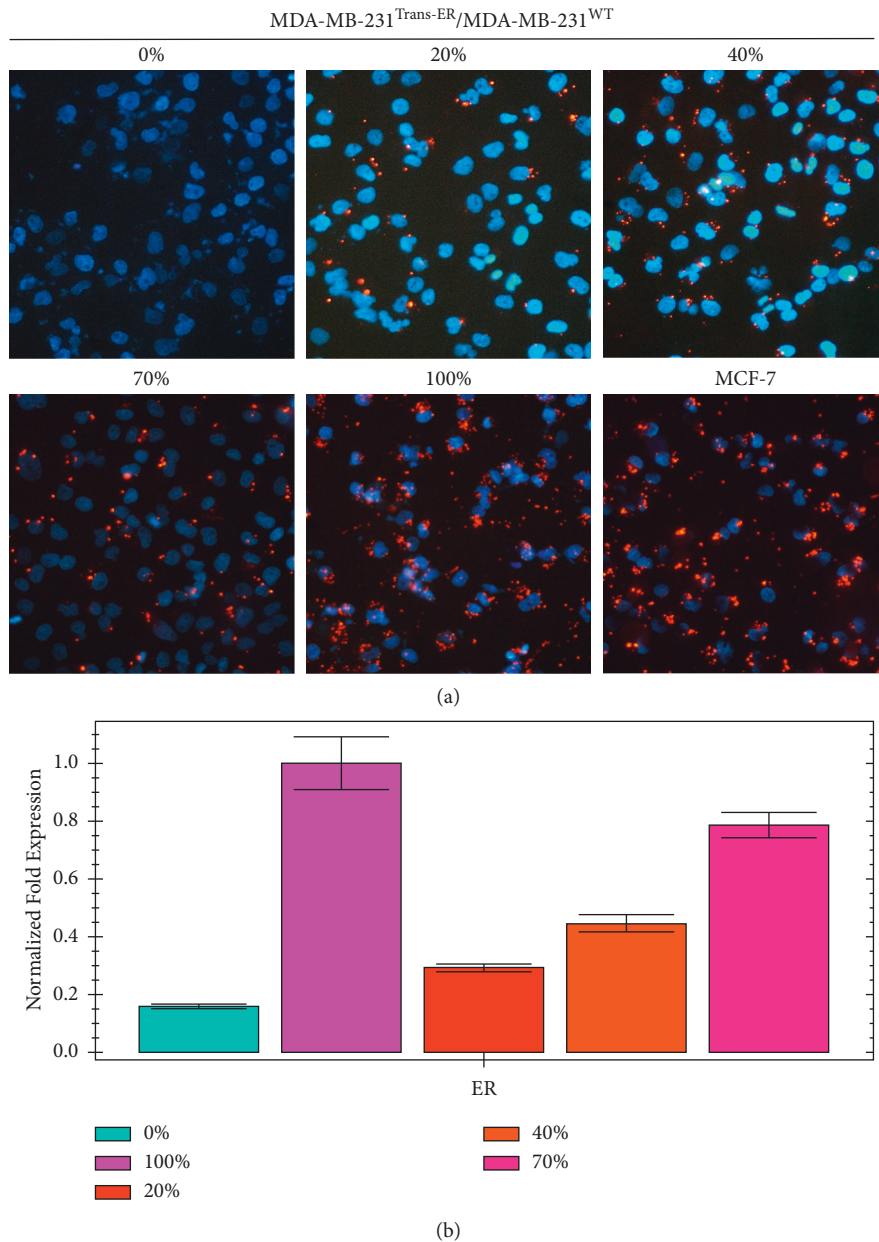 MDA-MB-231Trans-ER/MDA-MB-231WT
0% 20% 40%
70% 100% MCF-7
(a)
Normalized Fold Expression
1.0
0.8
0.6
0.4
0.2
0.0
ER
0% 40%
100% 70%
20%
(b)